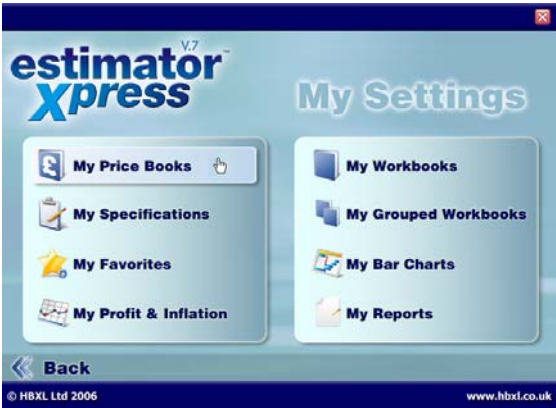 V.7
estimator™
Xpress
My Settings
£
My Price Books
My Specifications
My Favorites
My Profit & Inflation
My Workbooks
My Grouped Workbooks
My Bar Charts
My Reports
Back
© HBXL Ltd 2006
www.hbxl.co.uk